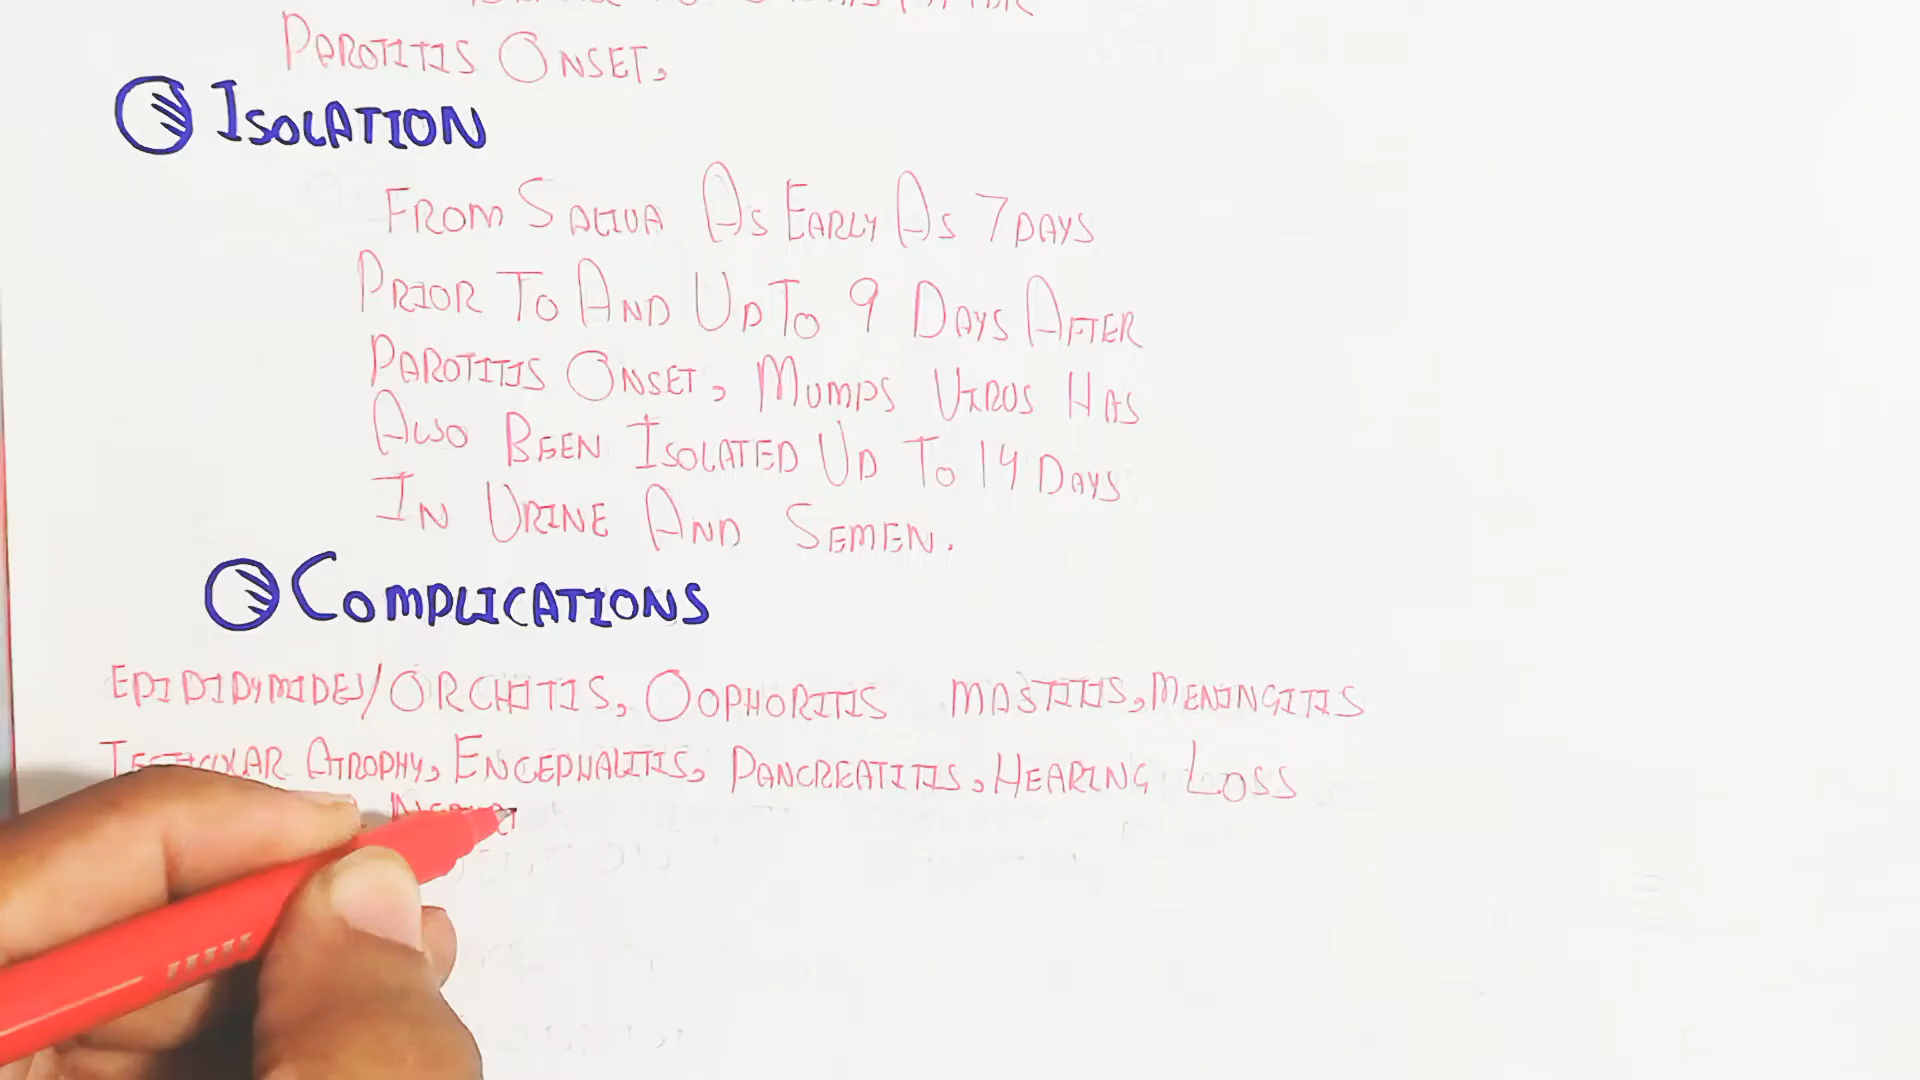 PAROTITIS ONSET,
ISOLATION
FROM SALIVA AS EARLY AS 7 DAYS
PRIOR TO AND UP TO 9 DAYS AFTER
PAROTITIS ONSET, MUMPS VIRUS HAS
ALSO BEEN ISOLATED UP TO 14 DAYS
IN URINE AND SEMEN.
COMPLICATIONS
/ORCHITIS, OOPHORITIS MASTITIS, MENINGITIS
TESTICULAR ATROPHY, ENCEPHALITIS, PANCREATITIS, HEARING LOSS